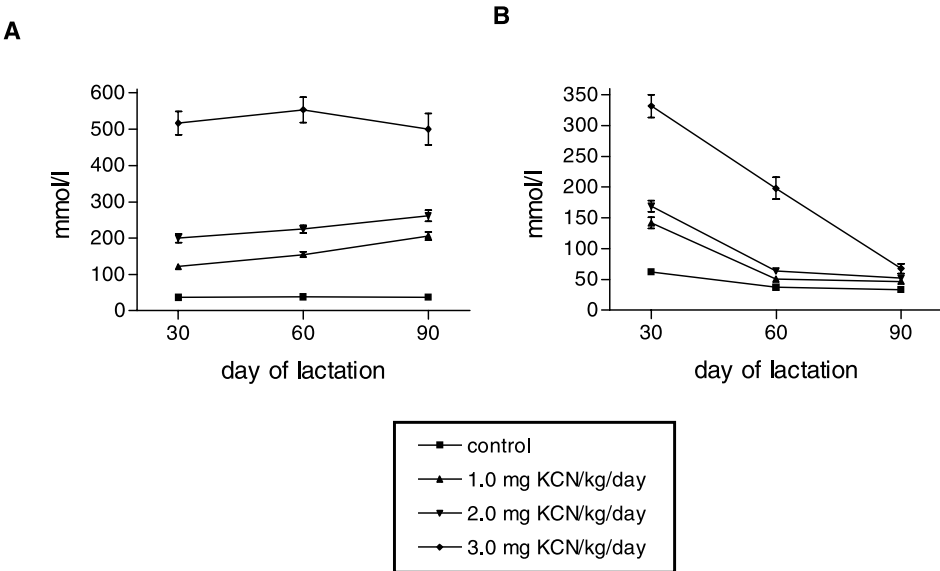 A
B
600
500
400
300
200
100
0
mmol/l
30 60 90
day of lactation
350
300
250
200
150
100
50
0
mmol/l
30 60 90
day of lactation
control
1.0 mg KCN/kg/day
2.0 mg KCN/kg/day
3.0 mg KCN/kg/day